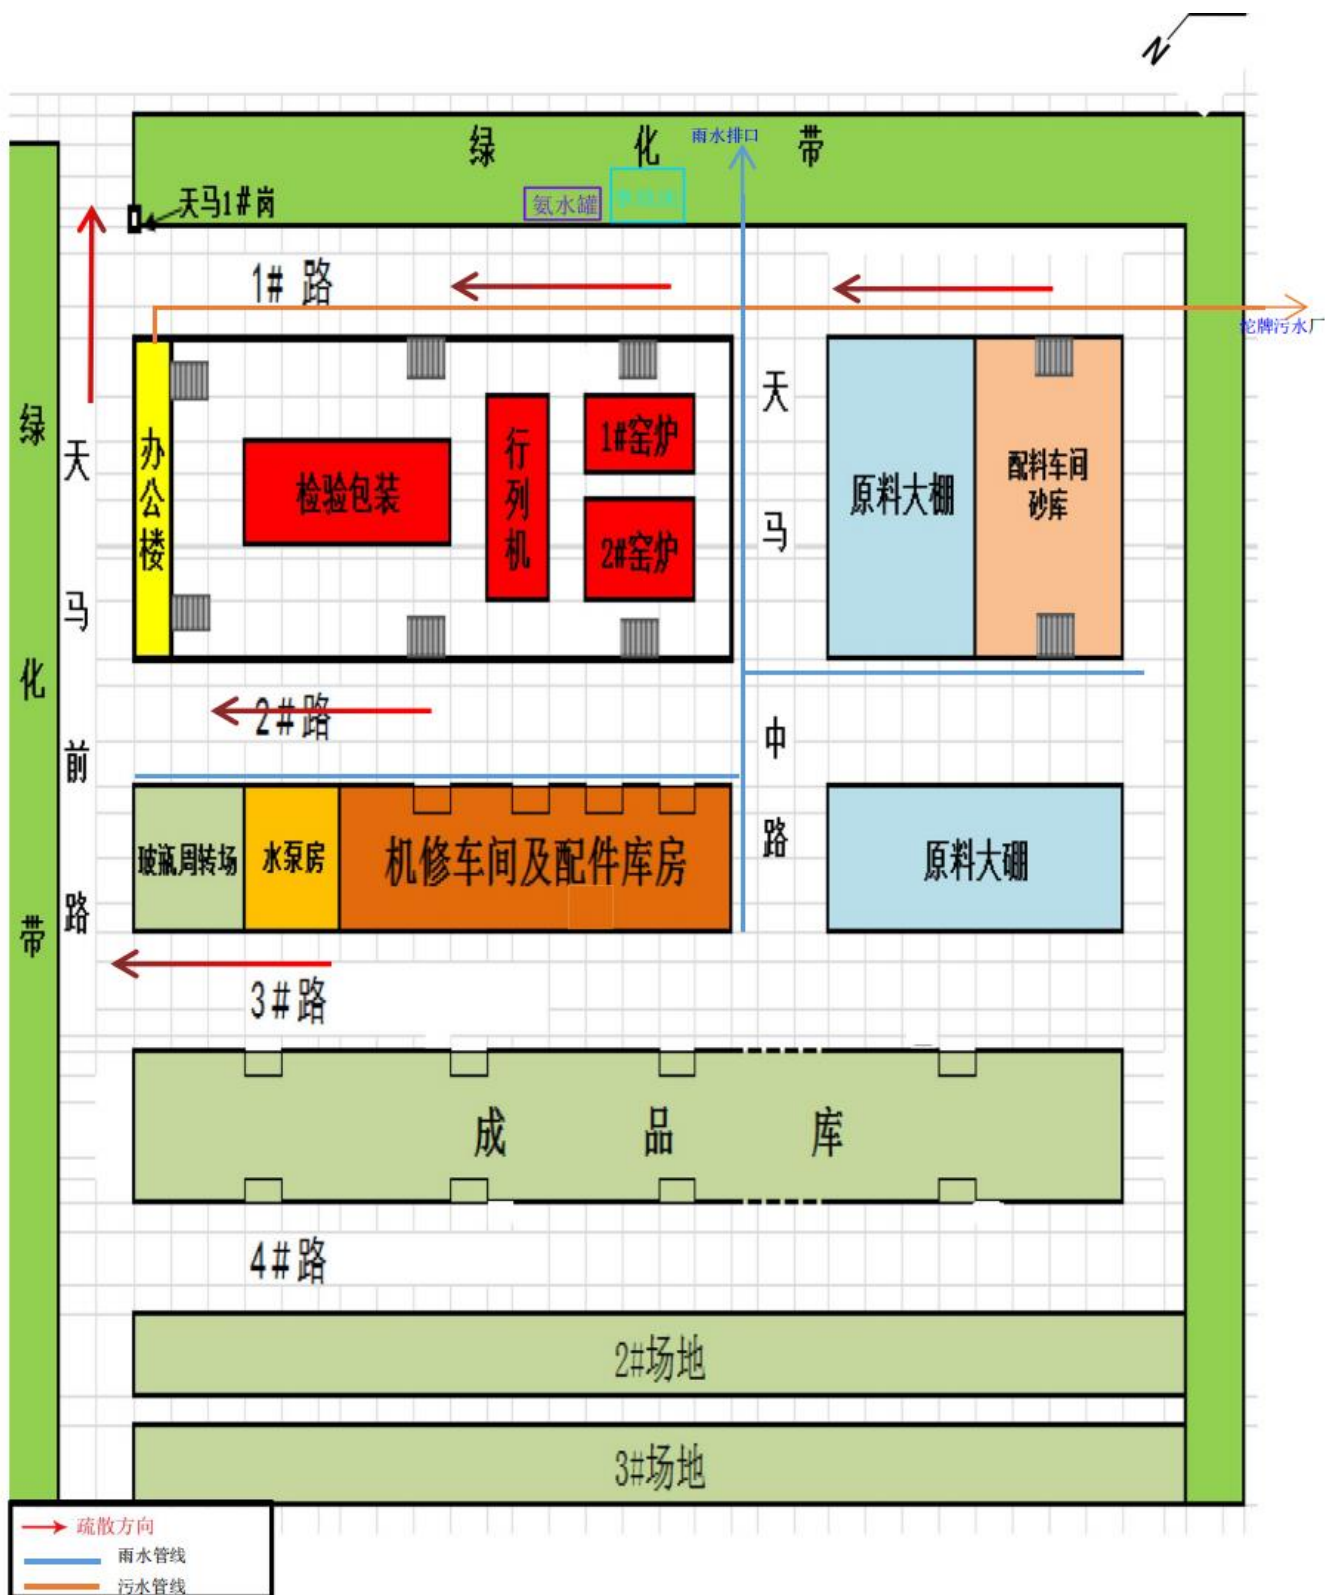 N
绿 化 带
雨水排口
天马1#岗
氨水罐
1# 路
沱牌污水厂
办公楼
检验包装
行列机
1#窑炉
2#窑炉
天马中路
原料大棚
配料车间
砂库
绿化带
天马前路
2#路
玻瓶周转场
水泵房
机修车间及配件库房
原料大硼
3#路
成 品 库
4#路
2#场地
3#场地
疏散方向
雨水管线
污水管线